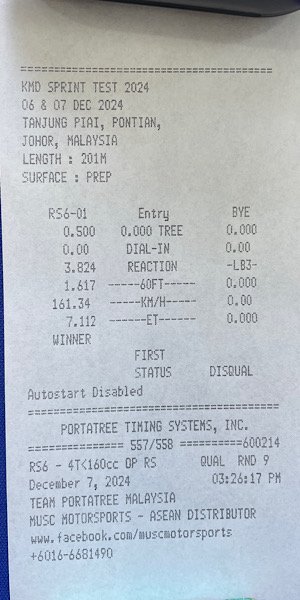 ==========================================
KMD SPRINT TEST 2024
06 & 07 DEC 2024
TANJUNG PIAI, PONTIAN,
JOHOR, MALAYSIA
LENGTH : 201M
SURFACE : PREP
RS6-01 Entry BYE
0.500 0.000 TREE 0.000
0.00 DIAL-IN 0.00
3.824 REACTION -LB3-
1.617 -----60FT----- 0.000
161.34 -----KM/H----- 0.00
7.112 ------ET------ 0.000
WINNER
FIRST
STATUS DISQUAL
Autostart Disabled
==========================================
PORTATREE TIMING SYSTEMS, INC.
================ 557/558 ==========600214
RS6 - 4T<160cc OP RS QUAL RND 9
December 7, 2024 03:26:17 PM
TEAM PORTATREE MALAYSIA
MUSC MOTORSPORTS - ASEAN DISTRIBUTOR
www.facebook.com/muscmotorsports
+6016-6681490